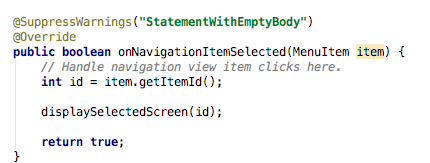 @SuppressWarnings("StatementWithEmptyBody")
@Override
public boolean onNavigationItemSelected(MenuItem item) {
    // Handle navigation view item clicks here.
    int id = item.getItemId();

    displaySelectedScreen(id);

    return true;
}